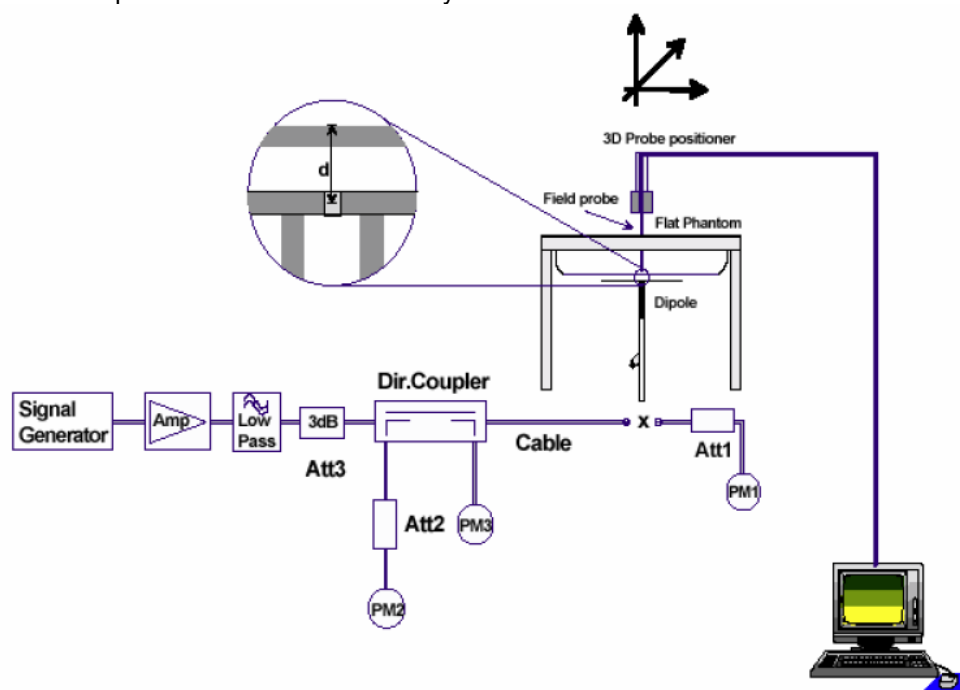 3D Probe positioner
d
Field probe
Flat Phantom
Dipole
Dir.Coupler
Signal
Generator
Amp
Low
Pass
3dB
Att3
Cable
x
Att1
PM1
Att2
PM3
PM2